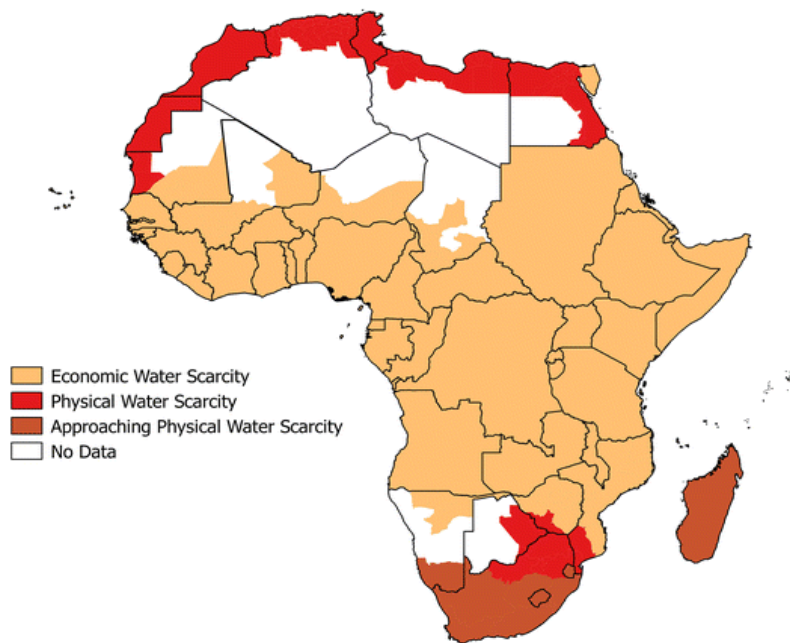 Economic Water Scarcity
Physical Water Scarcity
Approaching Physical Water Scarcity
No Data